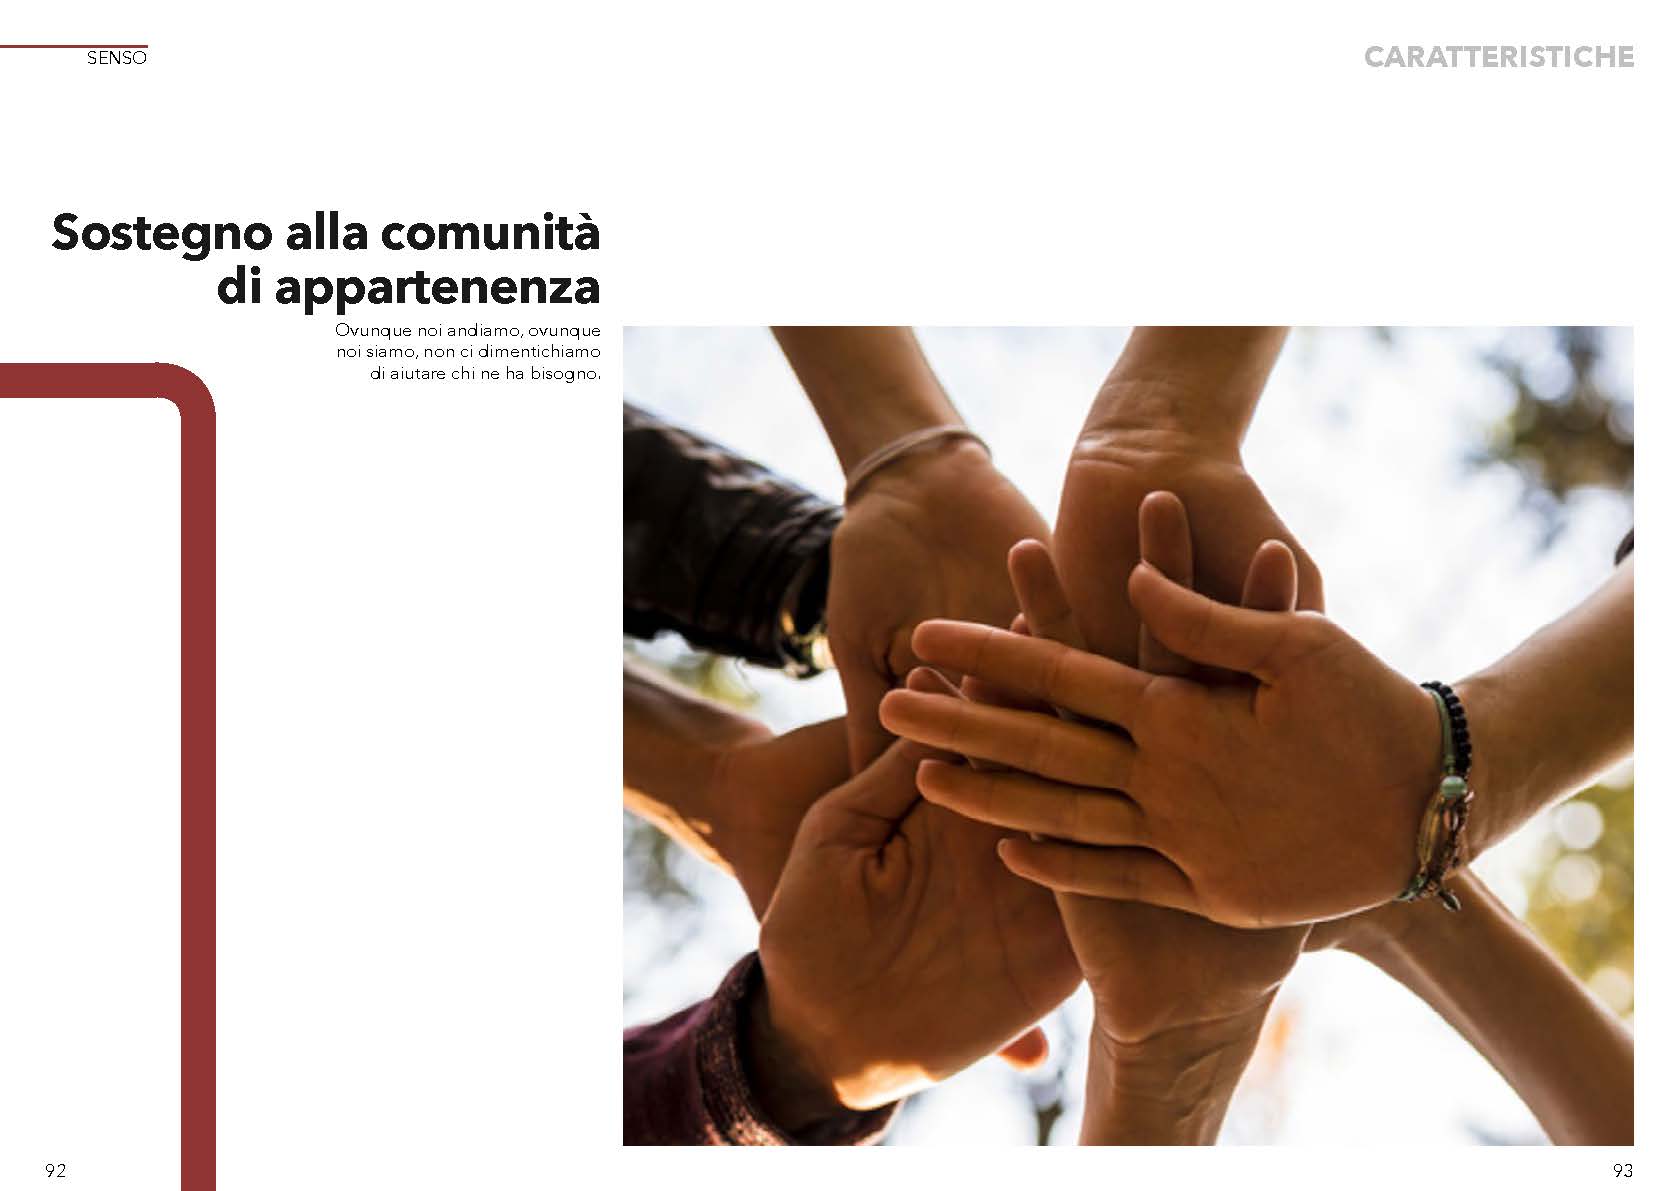 SENSO
CARATTERISTICHE
Sostegno alla comunità
di appartenenza
Ovunque noi andiamo, ovunque
noi siamo, non ci dimentichiamo
di aiutare chi ne ha bisogno.
92
93